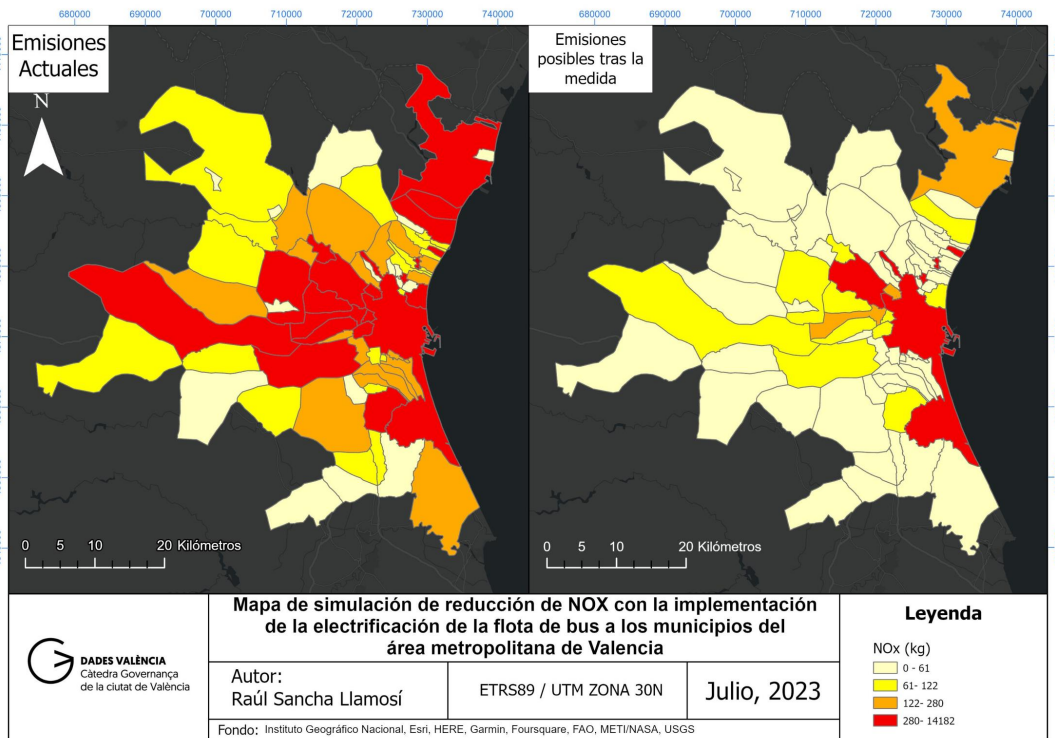 680000 690000 700000 710000 720000 730000 740000
680000 690000 700000 710000 720000 730000 740000
Emisiones
Actuales
N
0 5 10 20 Kilómetros
Emisiones
posibles tras la
medida
0 5 10 20 Kilómetros
DADES VALÈNCIA
Càtedra Governança
de la ciutat de València
Mapa de simulación de reducción de NOX con la implementación
de la electrificación de la flota de bus a los municipios del
área metropolitana de Valencia
Autor:
Raúl Sancha Llamosí
ETRS89 / UTM ZONA 30N
Julio, 2023
Fondo: Instituto Geográfico Nacional, Esri, HERE, Garmin, Foursquare, FAO, METI/NASA, USGS
Leyenda
NOx (kg)
0 - 61
61- 122
122- 280
280- 14182